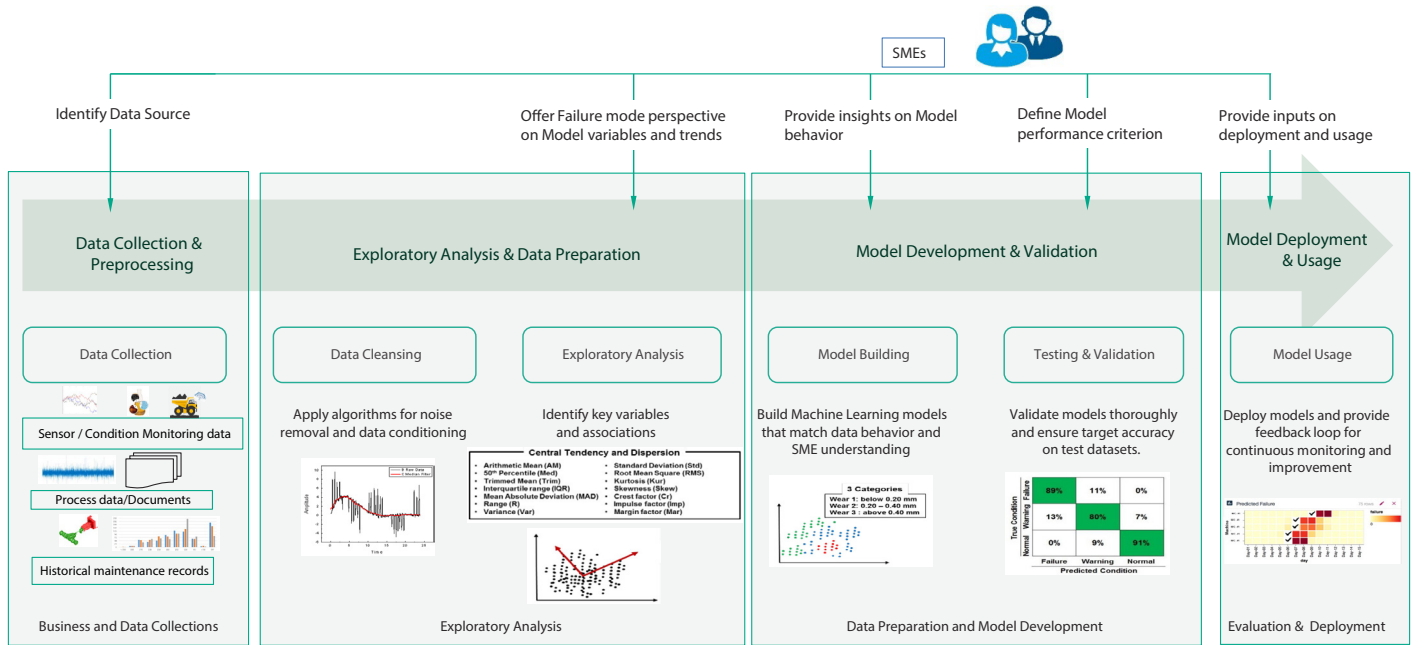 SMEs
Identify Data Source
Offer Failure mode perspective
on Model variables and trends
Provide insights on Model
behavior
Define Model
performance criterion
Provide inputs on
deployment and usage
Data Collection &
Preprocessing
Exploratory Analysis & Data Preparation
Model Development & Validation
Model Deployment
& Usage
Data Collection
Data Cleansing
Exploratory Analysis
Model Building
Testing & Validation
Model Usage
Sensor / Condition Monitoring data
Process data/Documents
Historical maintenance records
Apply algorithms for noise
removal and data conditioning
Amplitude
Time
Identify key variables
and associations
Central Tendency and Dispersion
• Arithmetic Mean (AM)
• 50th Percentile (Med)
• Trimmed Mean (Trim)
• Interquartile range (IQR)
• Mean Absolute Deviation (MAD)
• Range (R)
• Variance (Var)
• Standard Deviation (Std)
• Root Mean Square (RMS)
• Kurtosis (Kur)
• Skewness (Skew)
• Crest factor (Cr)
• Impulse factor (Imp)
• Margin factor (Mar)
Build Machine Learning models
that match data behavior and
SME understanding
3 Categories
Wear 1: below 0.20 mm
Wear 2: 0.20 – 0.40 mm
Wear 3 : above 0.40 mm
Validate models thoroughly
and ensure target accuracy
on test datasets.
True Condition
Failure
89% 11% 0%
Warning
13% 80% 7%
Normal
0% 9% 91%
Failure Warning Normal
Predicted Condition
Deploy models and provide
feedback loop for
continuous monitoring and
improvement
Predicted Failure
failure
day
Business and Data Collections
Exploratory Analysis
Data Preparation and Model Development
Evaluation & Deployment